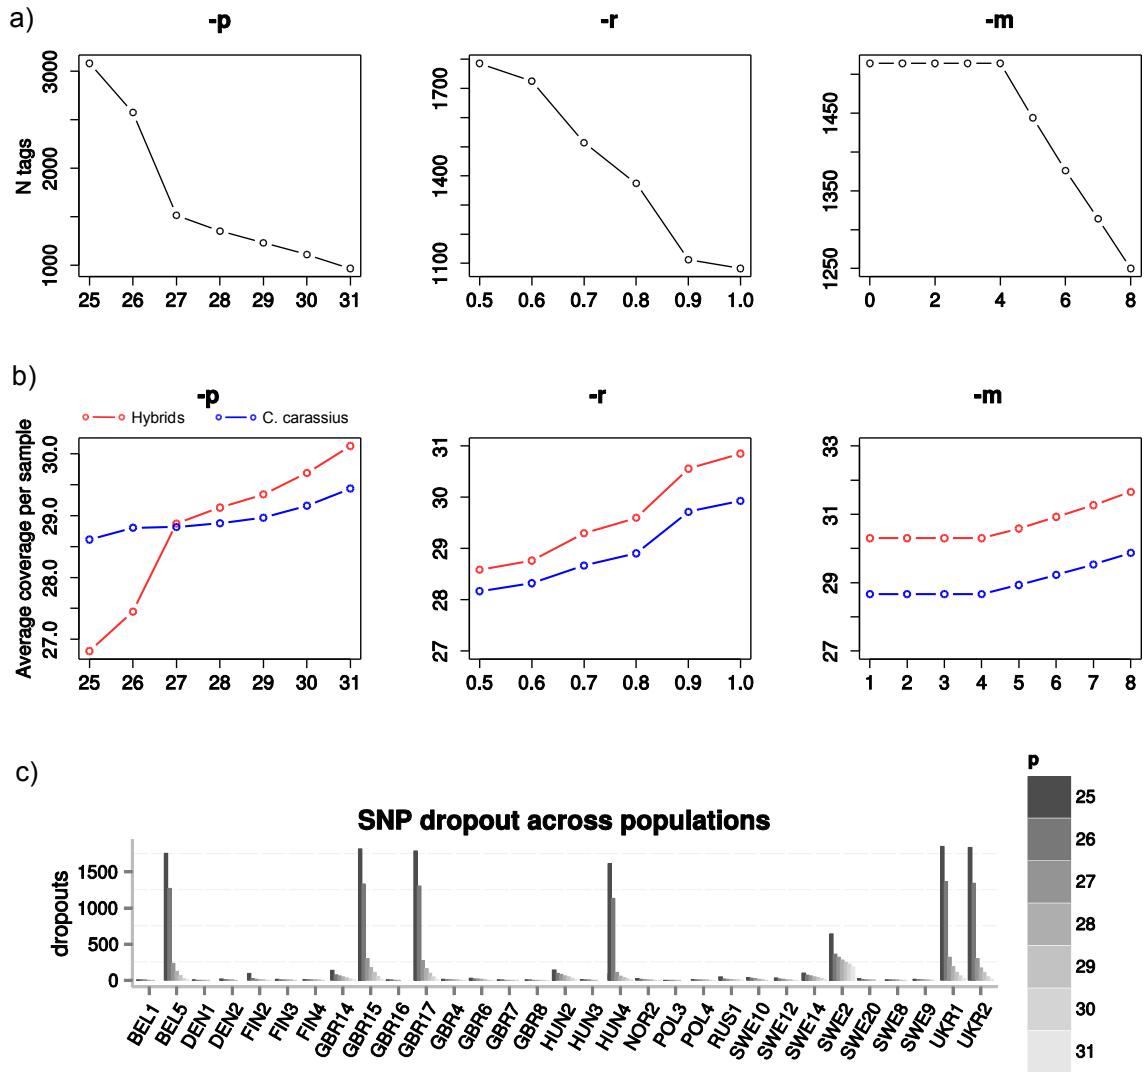 a)
-p
-r
-m
N tags
3000
2000
1000
25 26 27 28 29 30 31
1700
1400
1100
0.5 0.6 0.7 0.8 0.9 1.0
1450
1350
1250
0 2 4 6 8
b)
-p
-r
-m
Hybrids
C. carassius
Average coverage per sample
30.0
29.0
28.0
27.0
25 26 27 28 29 30 31
31
30
29
28
27
0.5 0.6 0.7 0.8 0.9 1.0
33
31
29
27
1 2 3 4 5 6 7 8
c)
SNP dropout across populations
dropouts
1500
1000
500
0
BEL1
BEL5
DEN1
DEN2
FIN2
FIN3
FIN4
GBR14
GBR15
GBR16
GBR17
GBR4
GBR6
GBR7
GBR8
HUN2
HUN3
HUN4
NOR2
POL3
POL4
RUS1
SWE10
SWE12
SWE14
SWE2
SWE20
SWE8
SWE9
UKR1
UKR2
p
25
26
27
28
29
30
31